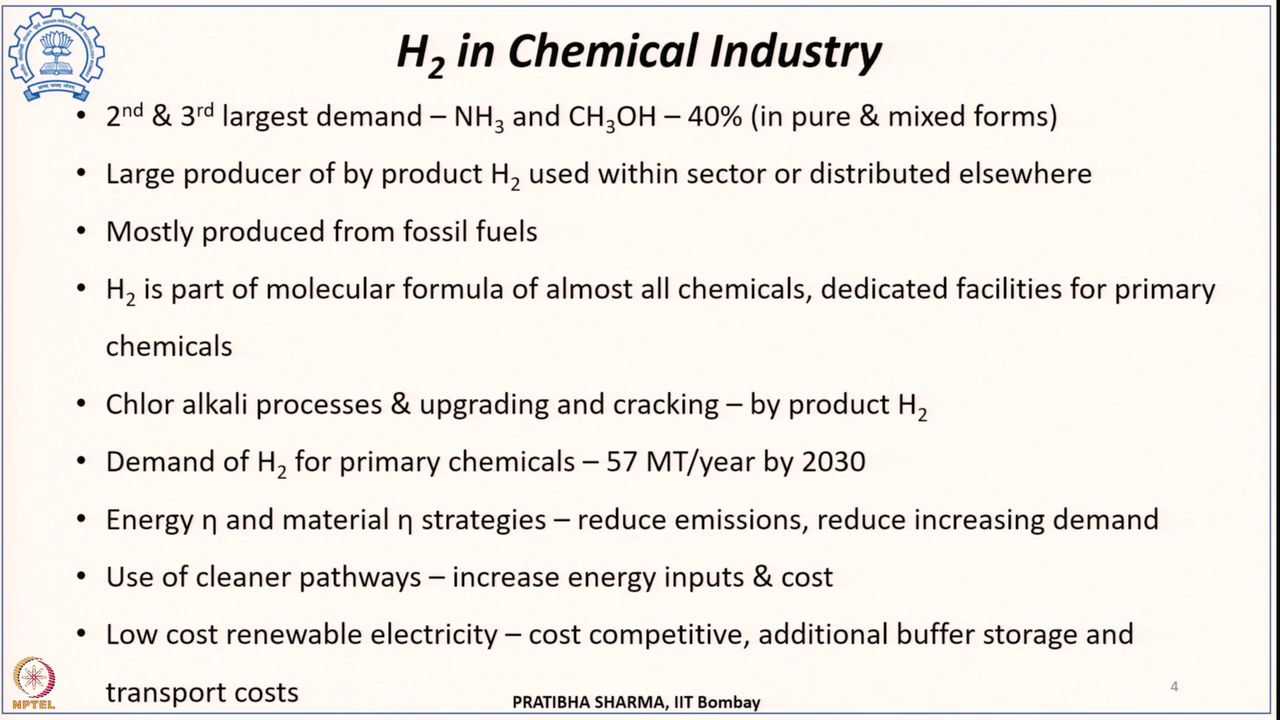 H₂ in Chemical Industry
• 2ⁿᵈ & 3ʳᵈ largest demand – NH₃ and CH₃OH – 40% (in pure & mixed forms)
• Large producer of by product H₂ used within sector or distributed elsewhere
• Mostly produced from fossil fuels
• H₂ is part of molecular formula of almost all chemicals, dedicated facilities for primary
chemicals
• Chlor alkali processes & upgrading and cracking – by product H₂
• Demand of H₂ for primary chemicals – 57 MT/year by 2030
• Energy η and material η strategies – reduce emissions, reduce increasing demand
• Use of cleaner pathways – increase energy inputs & cost
• Low cost renewable electricity – cost competitive, additional buffer storage and
transport costs
NPTEL
PRATIBHA SHARMA, IIT Bombay
4